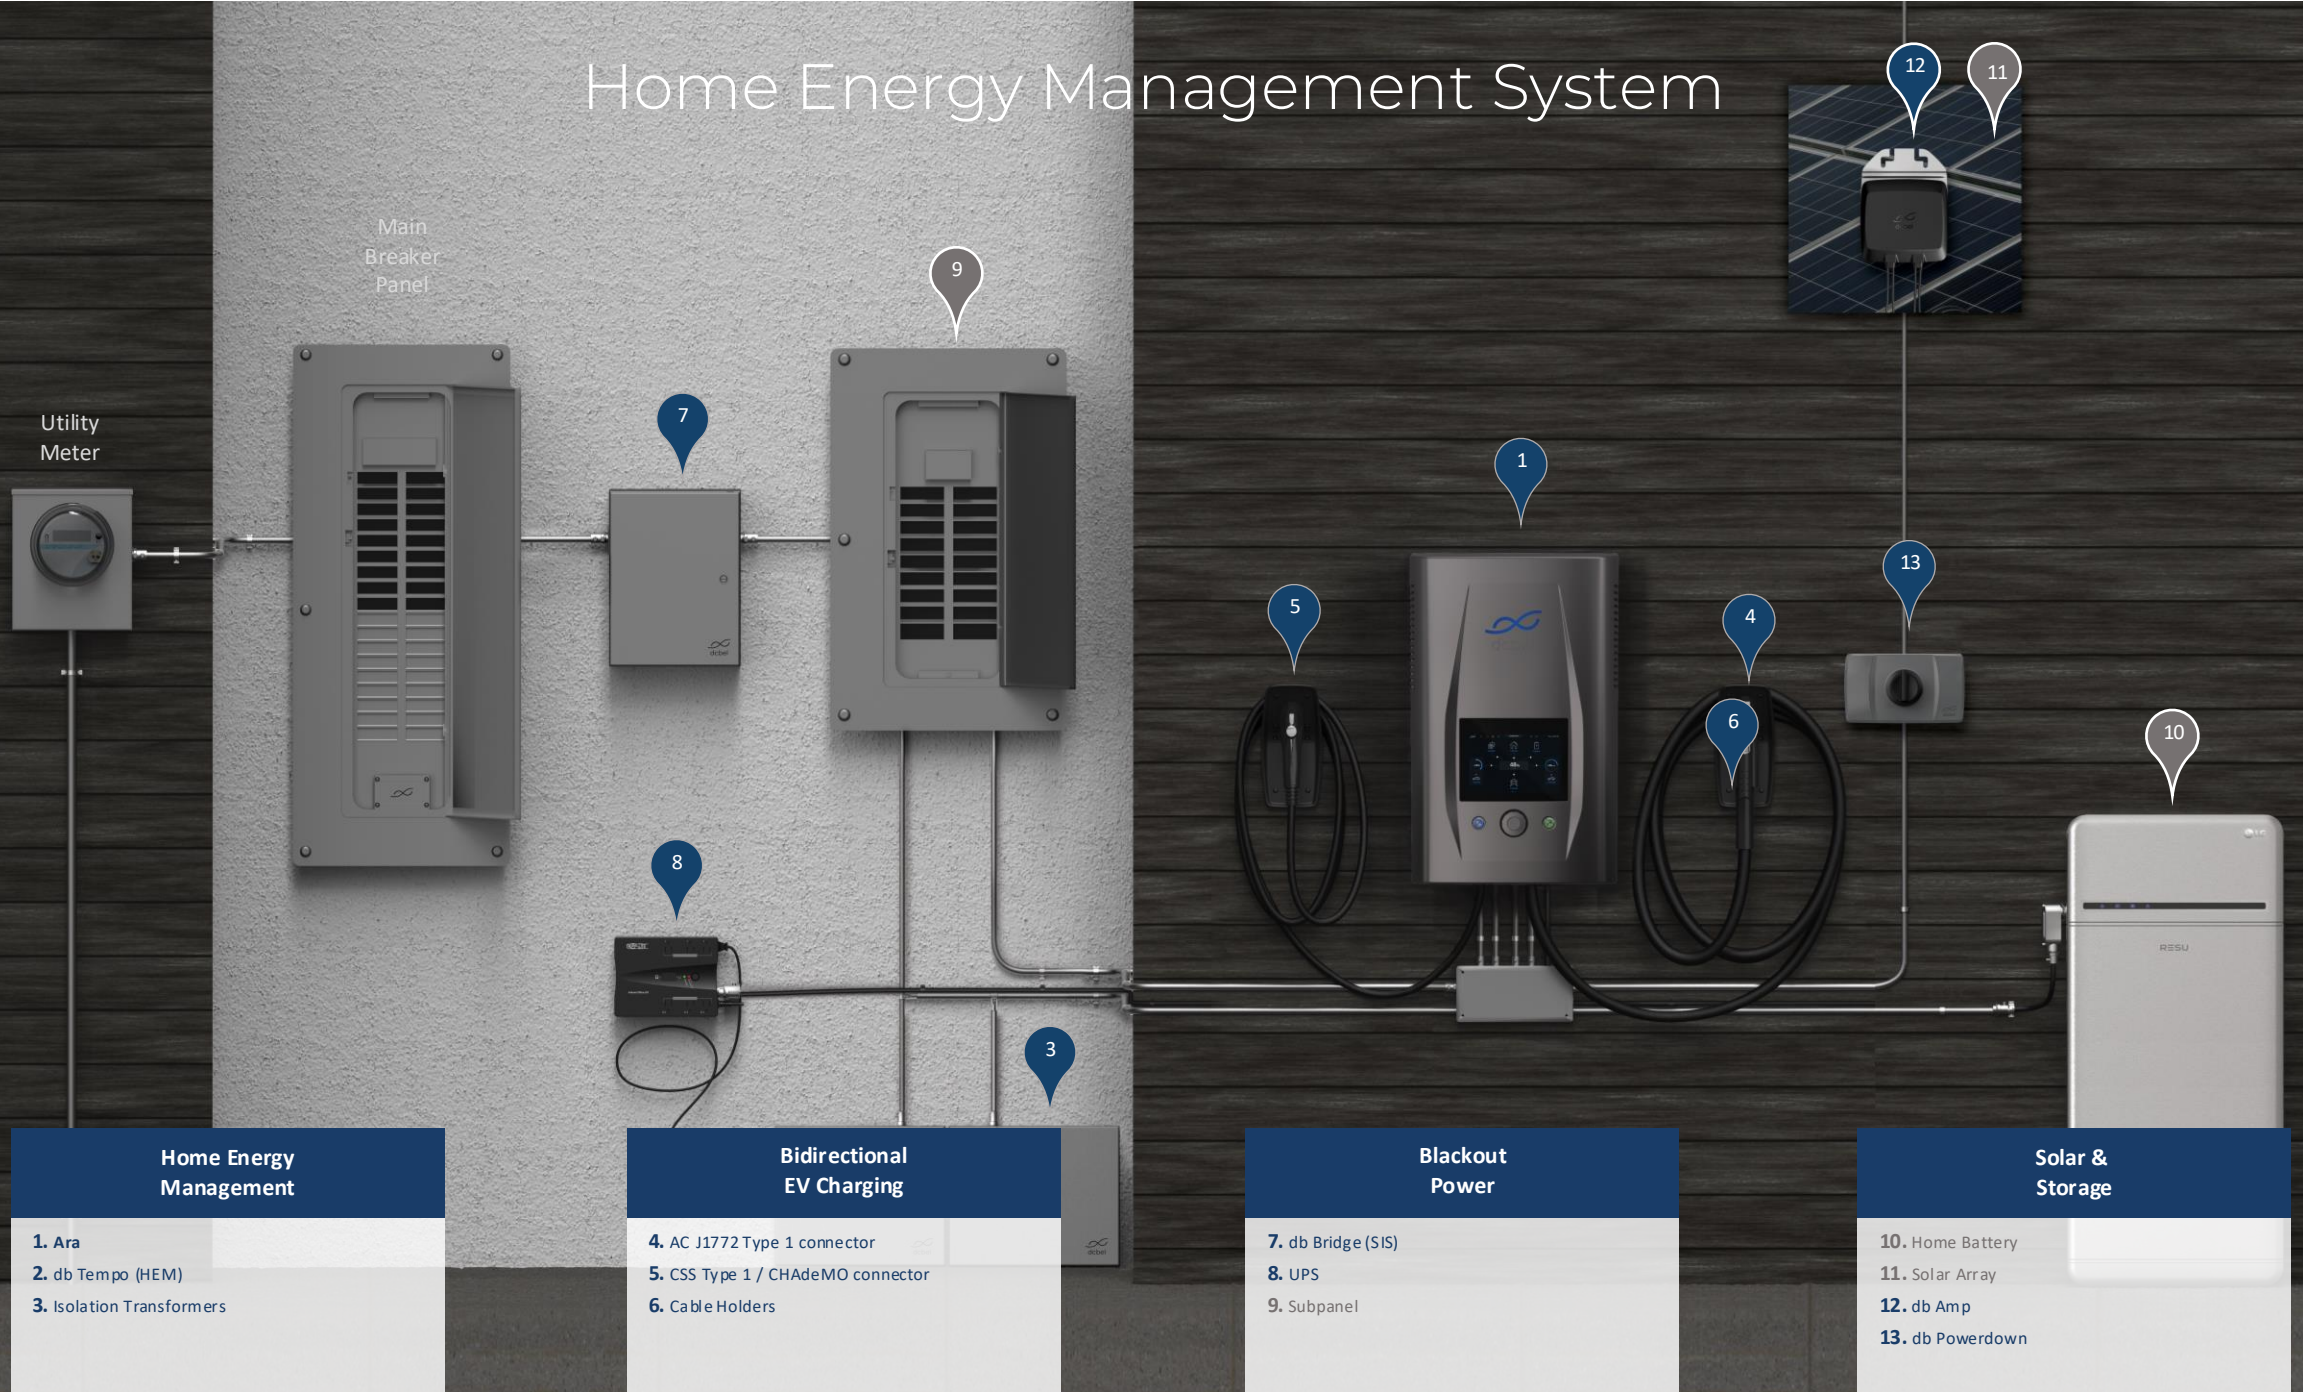 Home Energy Management System
12
11
Main
Breaker
Panel
9
7
Utility
Meter
1
13
5
4
6
dcbel
10
8
RESU
3
Home Energy
Management
1. Ara
2. db Tempo (HEM)
3. Isolation Transformers
Bidirectional
EV Charging
4. AC J1772 Type 1 connector
5. CSS Type 1 / CHAdeMO connector
6. Cable Holders
dcbel
Blackout
Power
7. db Bridge (SIS)
8. UPS
9. Subpanel
Solar &
Storage
10. Home Battery
11. Solar Array
12. db Amp
13. db Powerdown